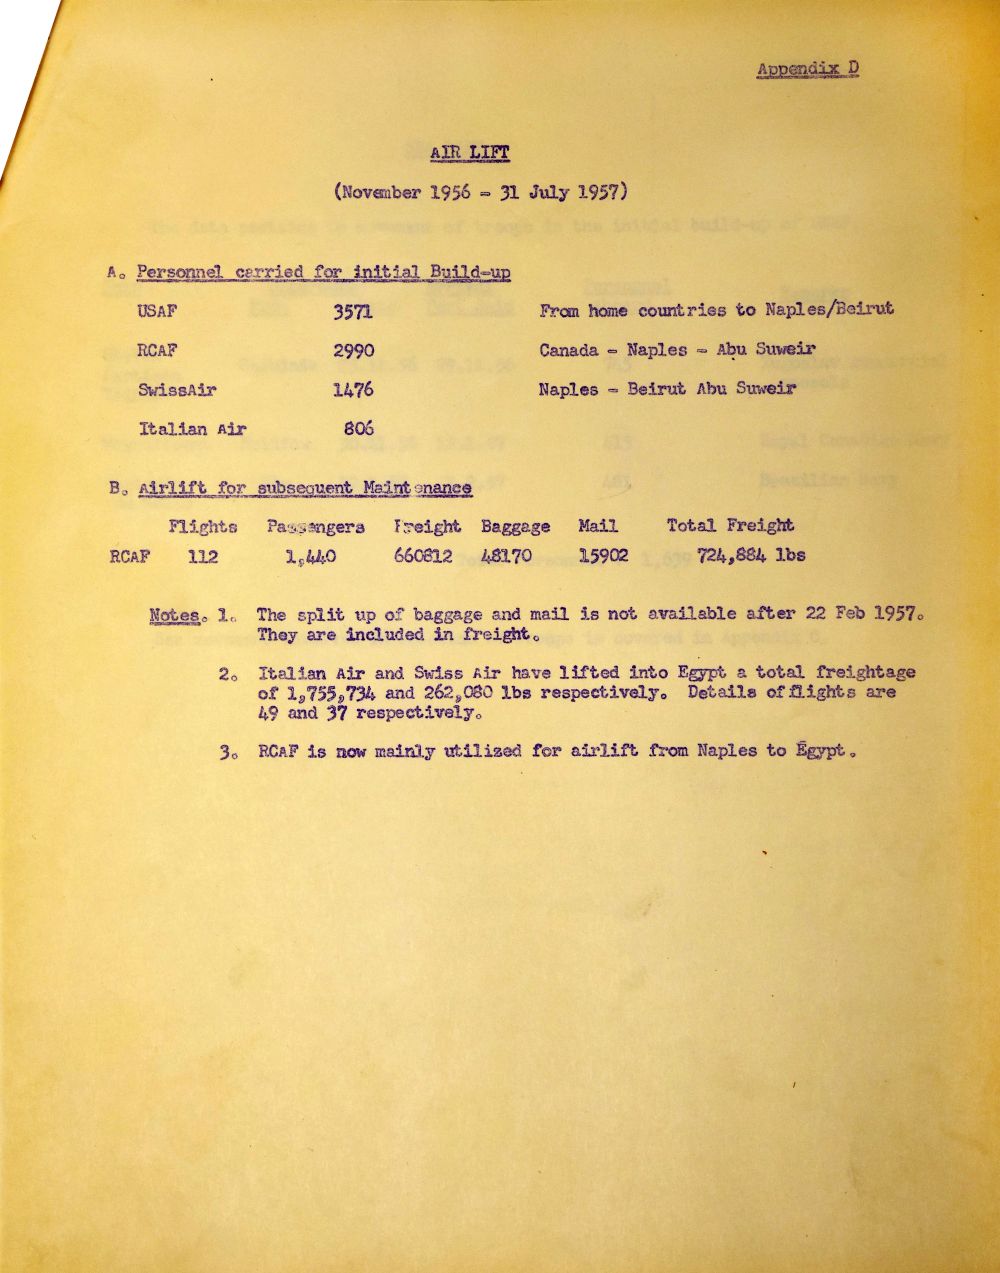 Appendix D
AIR LIFT
(November 1956 - 31 July 1957)
A. Personnel carried for initial Build-up
USAF 3571 From home countries to Naples/Beirut
RCAF 2990 Canada - Naples - Abu Suweir
SwissAir 1476 Naples - Beirut Abu Suweir
Italian Air 806
B. Airlift for subsequent Maintenance
Flights Passengers Freight Baggage Mail Total Freight
RCAF 112 1,440 660812 48170 15902 724,884 lbs
Notes. 1. The split up of baggage and mail is not available after 22 Feb 1957.
They are included in freight.
2. Italian Air and Swiss Air have lifted into Egypt a total freightage
of 1,755,734 and 262,080 lbs respectively. Details of flights are
49 and 37 respectively.
3. RCAF is now mainly utilized for airlift from Naples to Egypt.